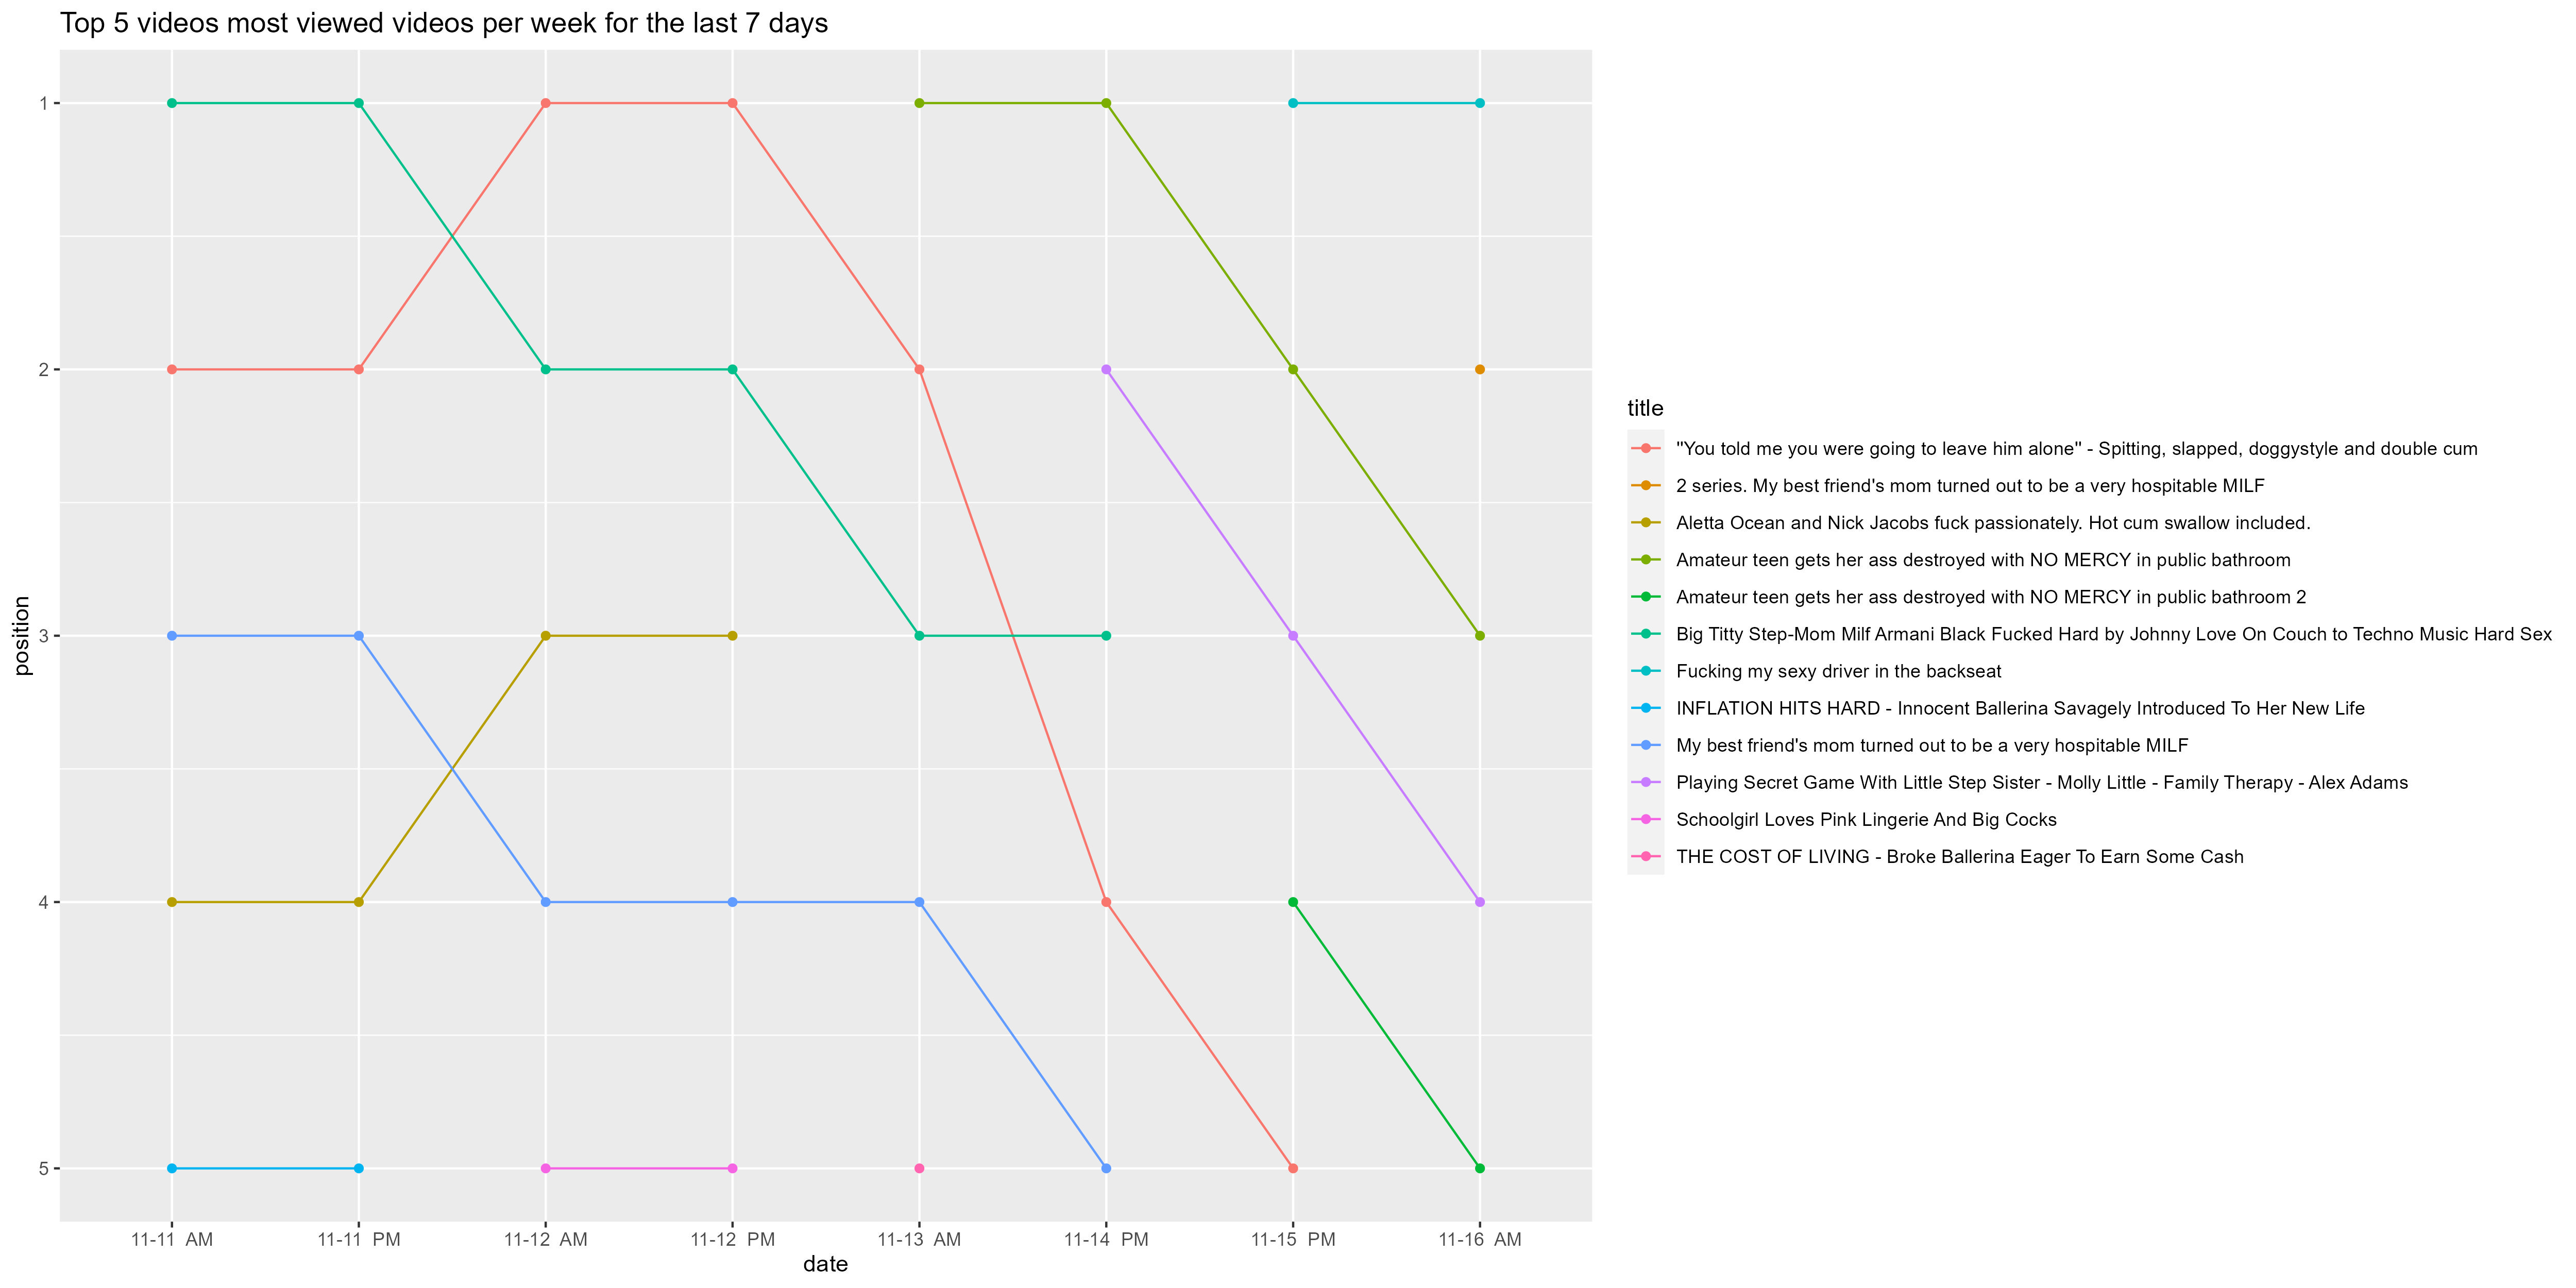 Top 5 videos most viewed videos per week for the last 7 days
1
2
3
4
5
position
11-11 AM
11-11 PM
11-12 AM
11-12 PM
11-13 AM
11-14 PM
11-15 PM
11-16 AM
date
title
"You told me you were going to leave him alone" - Spitting, slapped, doggystyle and double cum
2 series. My best friend's mom turned out to be a very hospitable MILF
Aletta Ocean and Nick Jacobs fuck passionately. Hot cum swallow included.
Amateur teen gets her ass destroyed with NO MERCY in public bathroom
Amateur teen gets her ass destroyed with NO MERCY in public bathroom 2
Big Titty Step-Mom Milf Armani Black Fucked Hard by Johnny Love On Couch to Techno Music Hard Sex
Fucking my sexy driver in the backseat
INFLATION HITS HARD - Innocent Ballerina Savagely Introduced To Her New Life
My best friend's mom turned out to be a very hospitable MILF
Playing Secret Game With Little Step Sister - Molly Little - Family Therapy - Alex Adams
Schoolgirl Loves Pink Lingerie And Big Cocks
THE COST OF LIVING - Broke Ballerina Eager To Earn Some Cash